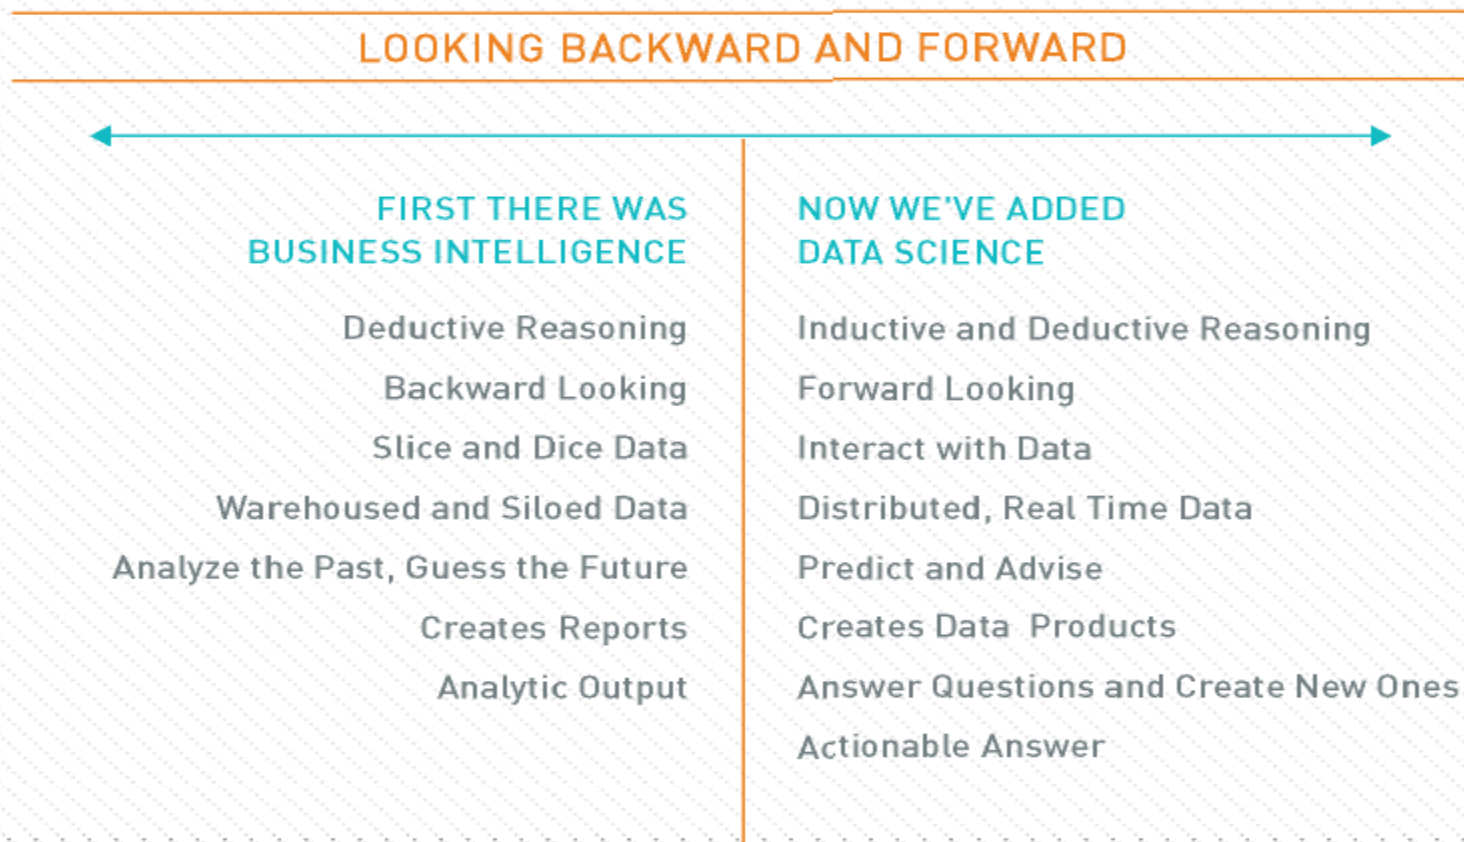 LOOKING BACKWARD AND FORWARD
FIRST THERE WAS
BUSINESS INTELLIGENCE
Deductive Reasoning
Backward Looking
Slice and Dice Data
Warehoused and Siloed Data
Analyze the Past, Guess the Future
Creates Reports
Analytic Output
NOW WE'VE ADDED
DATA SCIENCE
Inductive and Deductive Reasoning
Forward Looking
Interact with Data
Distributed, Real Time Data
Predict and Advise
Creates Data Products
Answer Questions and Create New Ones
Actionable Answer